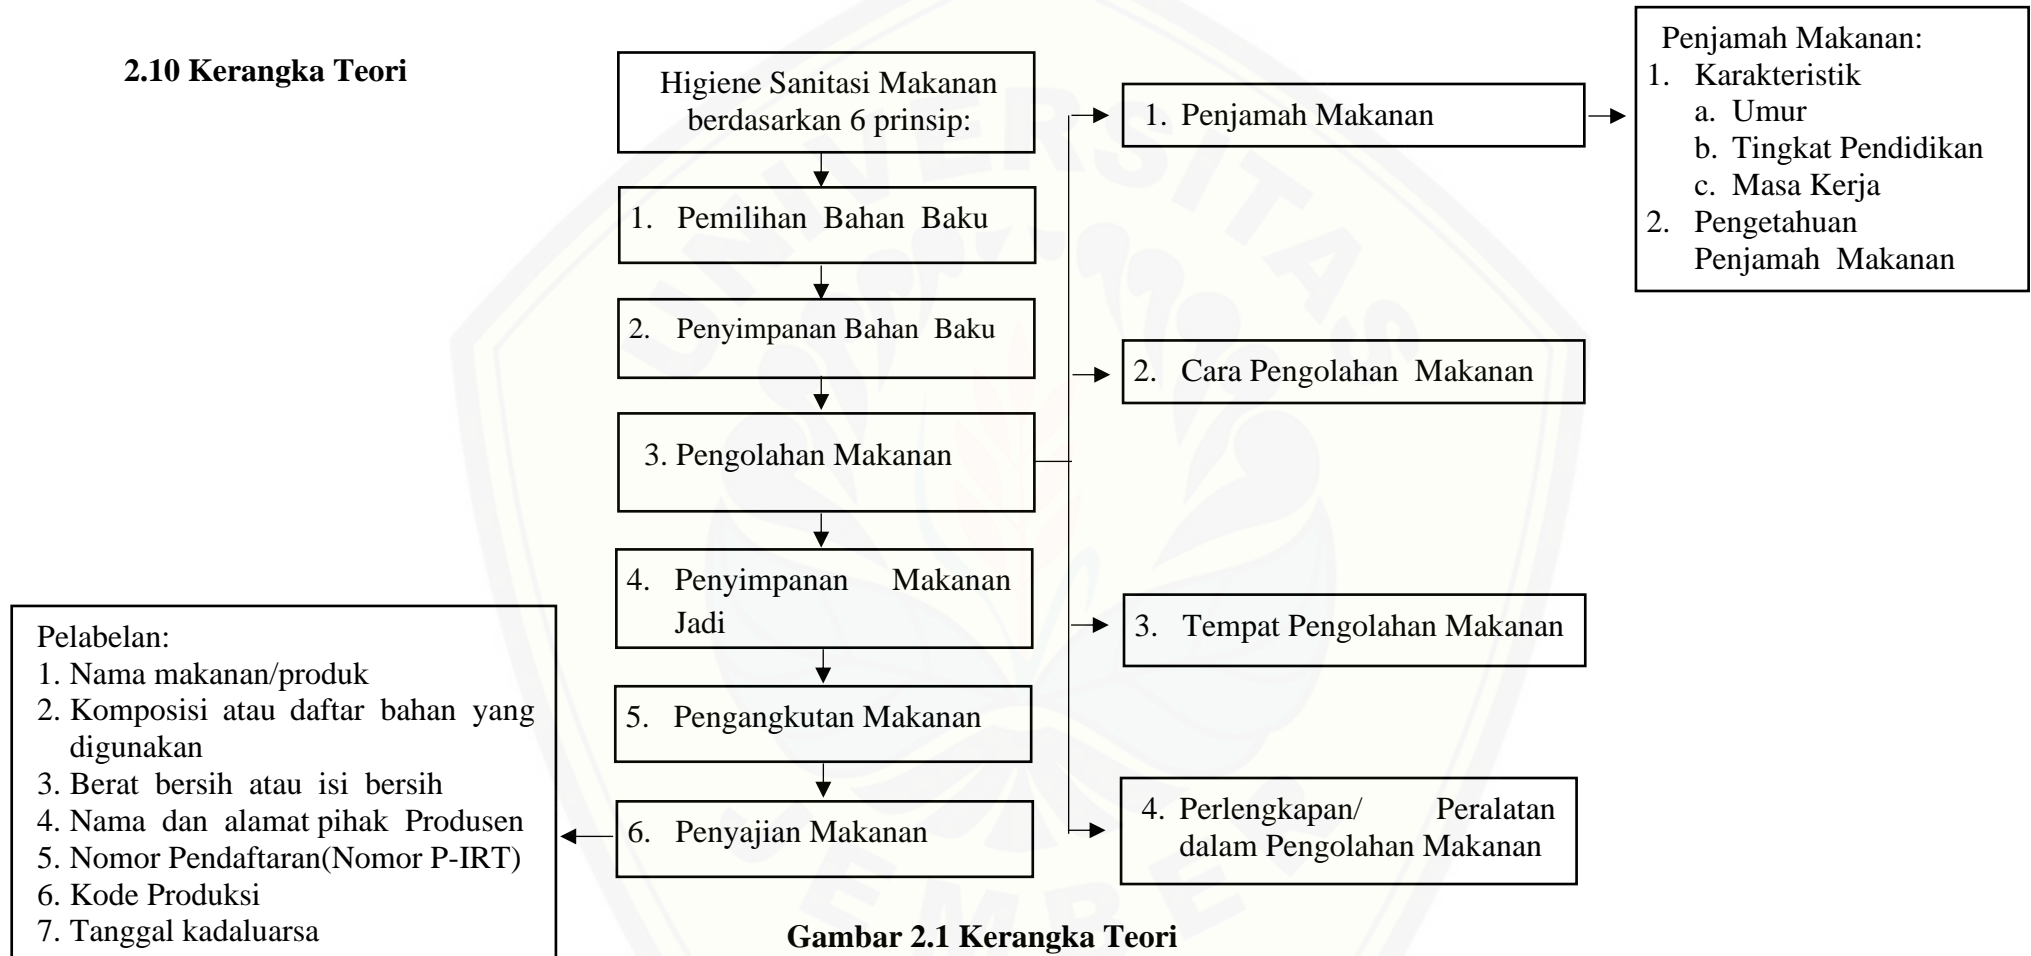 2.10 Kerangka Teori
Higiene Sanitasi Makanan
berdasarkan 6 prinsip:
1. Pemilihan Bahan Baku
2. Penyimpanan Bahan Baku
3. Pengolahan Makanan
4. Penyimpanan Makanan
Jadi
5. Pengangkutan Makanan
6. Penyajian Makanan
1. Penjamah Makanan
2. Cara Pengolahan Makanan
3. Tempat Pengolahan Makanan
4. Perlengkapan/ Peralatan
dalam Pengolahan Makanan
Penjamah Makanan:
1. Karakteristik
a. Umur
b. Tingkat Pendidikan
c. Masa Kerja
2. Pengetahuan
Penjamah Makanan
Pelabelan:
1. Nama makanan/produk
2. Komposisi atau daftar bahan yang
digunakan
3. Berat bersih atau isi bersih
4. Nama dan alamat pihak Produsen
5. Nomor Pendaftaran(Nomor P-IRT)
6. Kode Produksi
7. Tanggal kadaluarsa
Gambar 2.1 Kerangka Teori
UNIVERSITAS
JEMBER